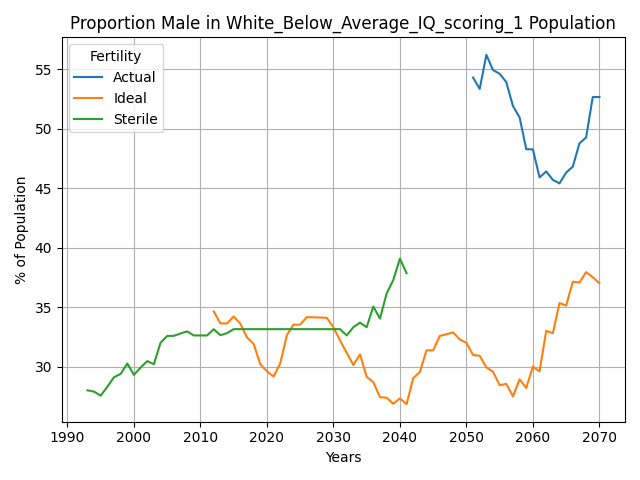 Proportion Male in White_Below_Average_IQ_scoring_1 Population
Fertility
Actual
Ideal
Sterile
% of Population
55
50
45
40
35
30
1990 2000 2010 2020 2030 2040 2050 2060 2070
Years